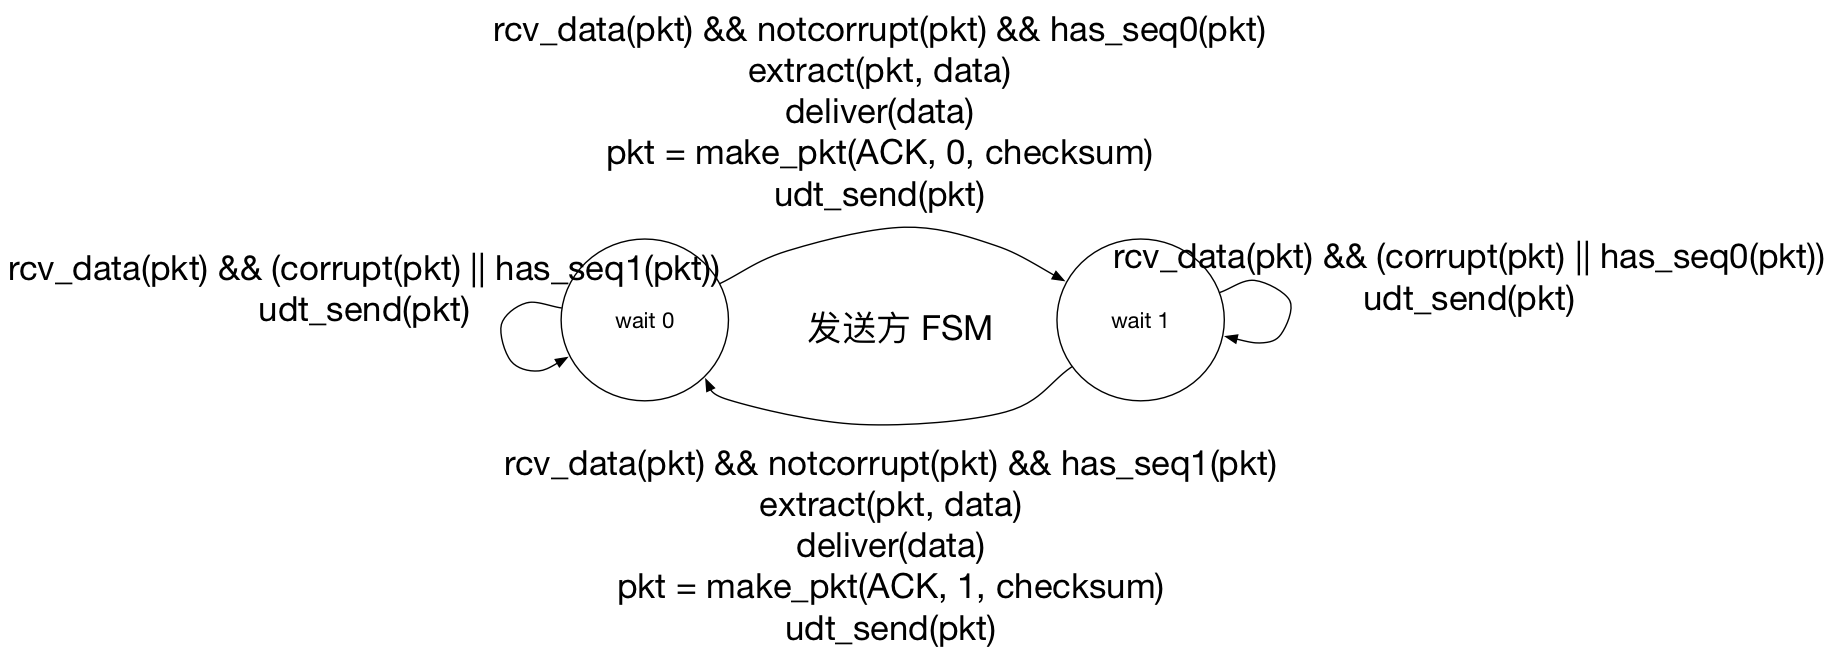 rcv_data(pkt) && notcorrupt(pkt) && has_seq0(pkt)
extract(pkt, data)
deliver(data)
pkt = make_pkt(ACK, 0, checksum)
udt_send(pkt)
rcv_data(pkt) && (corrupt(pkt) || has_seq1(pkt))
udt_send(pkt)
wait 0
发送方 FSM
wait 1
rcv_data(pkt) && (corrupt(pkt) || has_seq0(pkt))
udt_send(pkt)
rcv_data(pkt) && notcorrupt(pkt) && has_seq1(pkt)
extract(pkt, data)
deliver(data)
pkt = make_pkt(ACK, 1, checksum)
udt_send(pkt)